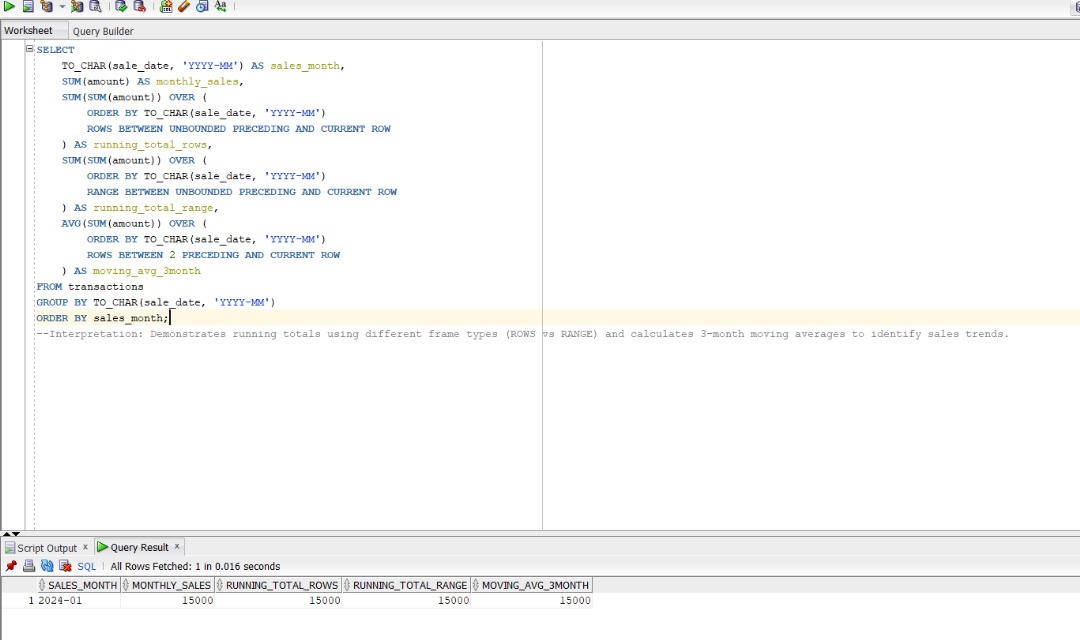 Worksheet Query Builder
SELECT
TO_CHAR(sale_date, 'YYYY-MM') AS sales_month,
SUM(amount) AS monthly_sales,
SUM(SUM(amount)) OVER (
ORDER BY TO_CHAR(sale_date, 'YYYY-MM')
ROWS BETWEEN UNBOUNDED PRECEDING AND CURRENT ROW
) AS running_total_rows,
SUM(SUM(amount)) OVER (
ORDER BY TO_CHAR(sale_date, 'YYYY-MM')
RANGE BETWEEN UNBOUNDED PRECEDING AND CURRENT ROW
) AS running_total_range,
AVG(SUM(amount)) OVER (
ORDER BY TO_CHAR(sale_date, 'YYYY-MM')
ROWS BETWEEN 2 PRECEDING AND CURRENT ROW
) AS moving_avg_3month
FROM transactions
GROUP BY TO_CHAR(sale_date, 'YYYY-MM')
ORDER BY sales_month;
--Interpretation: Demonstrates running totals using different frame types (ROWS vs RANGE) and calculates 3-month moving averages to identify sales trends.
Script Output x Query Result x
SQL | All Rows Fetched: 1 in 0.016 seconds
SALES_MONTH MONTHLY_SALES RUNNING_TOTAL_ROWS RUNNING_TOTAL_RANGE MOVING_AVG_3MONTH
1 2024-01 15000 15000 15000 15000